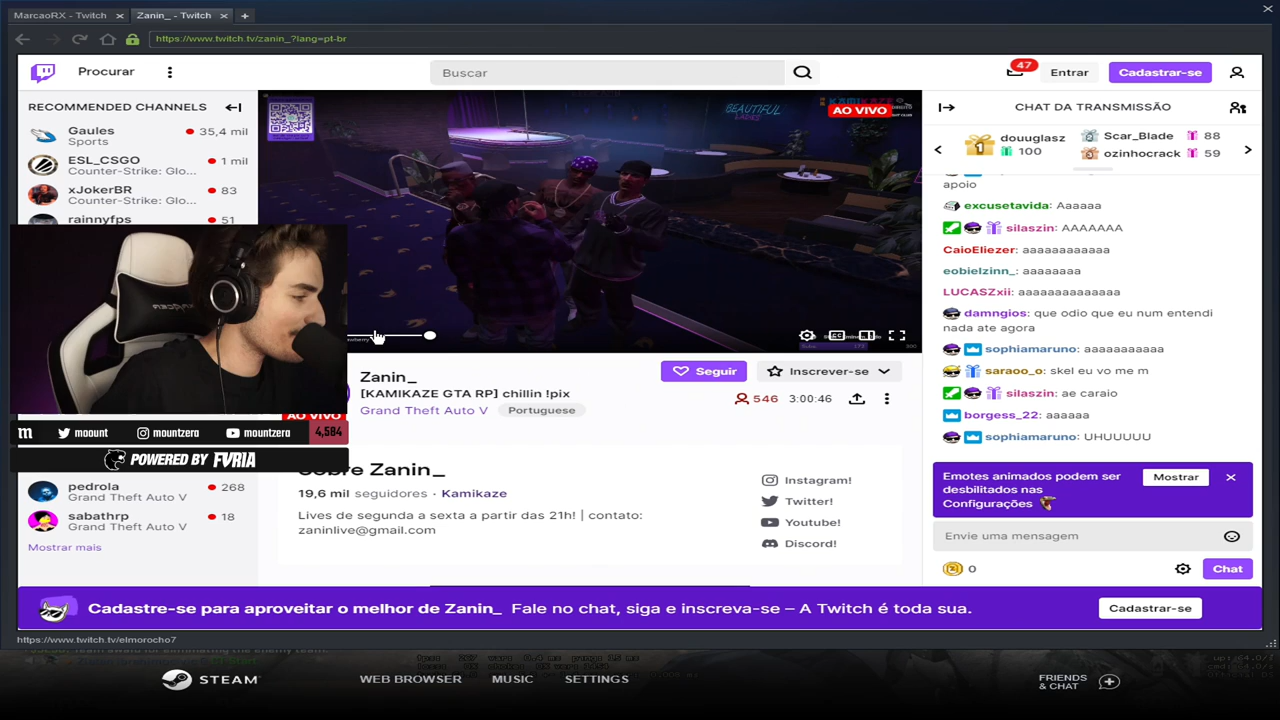 MarcaoRX - Twitch
Zanin_ - Twitch
https://www.twitch.tv/zanin_?lang=pt-br
Procurar
Buscar
47
Entrar
Cadastrar-se
RECOMMENDED CHANNELS
Gaules
35,4 mil
Sports
ESL_CSGO
1 mil
Counter-Strike: Glo...
xJokerBR
83
Counter-Strike: Glo...
rainnyfps
51
BEAUTIFUL
LADIES
KAMIKAZE
AO VIVO
Zanin_
[KAMIKAZE GTA RP] chillin !pix
Grand Theft Auto V
Portuguese
Seguir
Inscrever-se
546
3:00:46
AO VIVO
moount
mountzera
mountzera
4,584
POWERED BY FVRIA
Sobre Zanin_
19,6 mil seguidores · Kamikaze
Lives de segunda a sexta a partir das 21h! | contato:
zaninlive@gmail.com
Instagram!
Twitter!
Youtube!
Discord!
pedrola
268
Grand Theft Auto V
sabathrp
18
Grand Theft Auto V
Mostrar mais
CHAT DA TRANSMISSÃO
1
douuglasz
100
2
Scar_Blade
88
3
ozinhocrack
59
apoio
excusetavida: Aaaaaa
silaszin: AAAAAAA
CaioEliezer: aaaaaaaaaaaa
eobielzinn_: aaaaaaaa
LUCASZxii: aaaaaaaaaaaaa
damngios: que odio que eu num entendi
nada ate agora
sophiamaruno: aaaaaaaaaaa
saraoo_o: skel eu vo me m
silaszin: ae caraio
borgess_22: aaaaaa
sophiamaruno: UHUUUUU
Emotes animados podem ser
desbilitados nas
Configurações
Mostrar
Envie uma mensagem
0
Chat
Cadastre-se para aproveitar o melhor de Zanin_ Fale no chat, siga e inscreva-se – A Twitch é toda sua.
Cadastrar-se
https://www.twitch.tv/elmorocho7
STEAM
WEB BROWSER
MUSIC
SETTINGS
FRIENDS
& CHAT